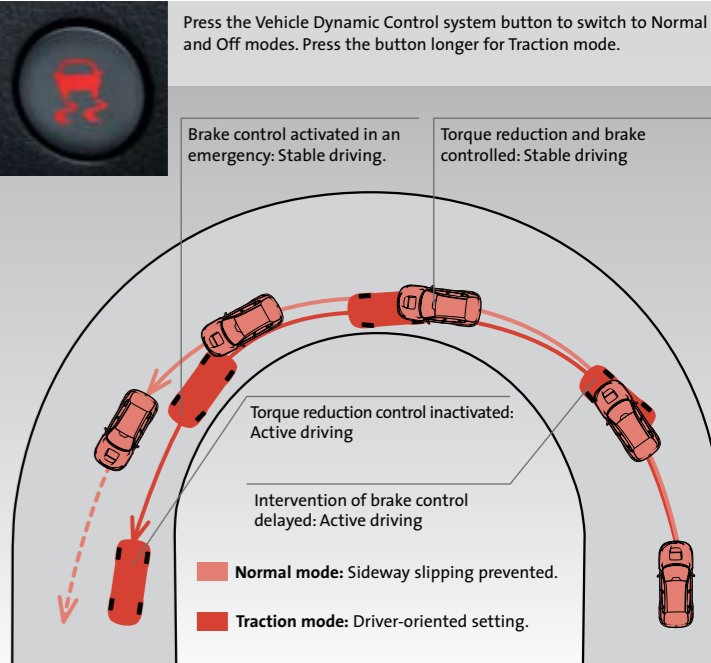 Press the Vehicle Dynamic Control system button to switch to Normal
and Off modes. Press the button longer for Traction mode.
Brake control activated in an
emergency: Stable driving.
Torque reduction and brake
controlled: Stable driving
Torque reduction control inactivated:
Active driving
Intervention of brake control
delayed: Active driving
Normal mode: Sideway slipping prevented.
Traction mode: Driver-oriented setting.